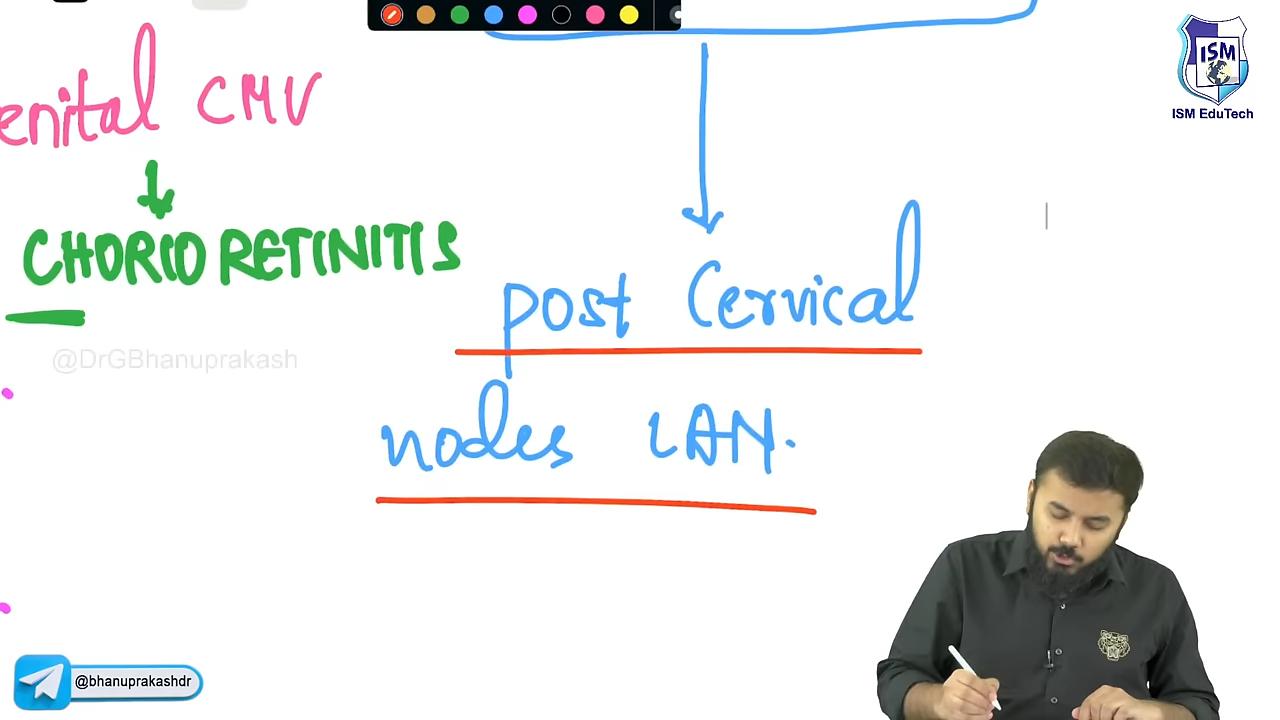 enital CMV
CHORIO RETINITIS
@DrGBhanuprakash
post Cervical
nodes LAN.
ISM
ISM EduTech
@bhanuprakashdr